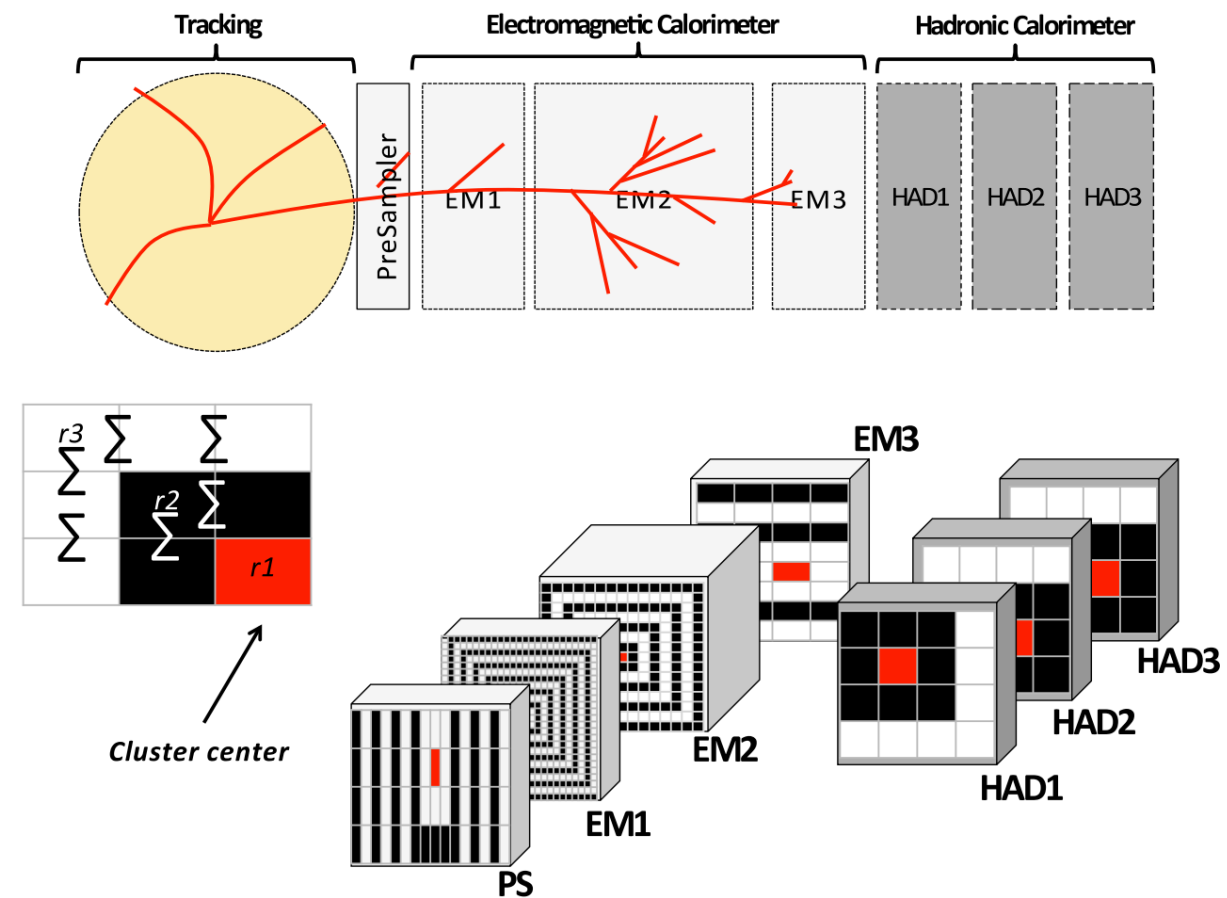 Tracking
Electromagnetic Calorimeter
Hadronic Calorimeter
PreSampler
EM1
EM2
EM3
HAD1
HAD2
HAD3
r3
∑
∑
∑
r2
∑
∑
∑
r1
Cluster center
EM3
HAD3
HAD2
EM2
HAD1
EM1
PS